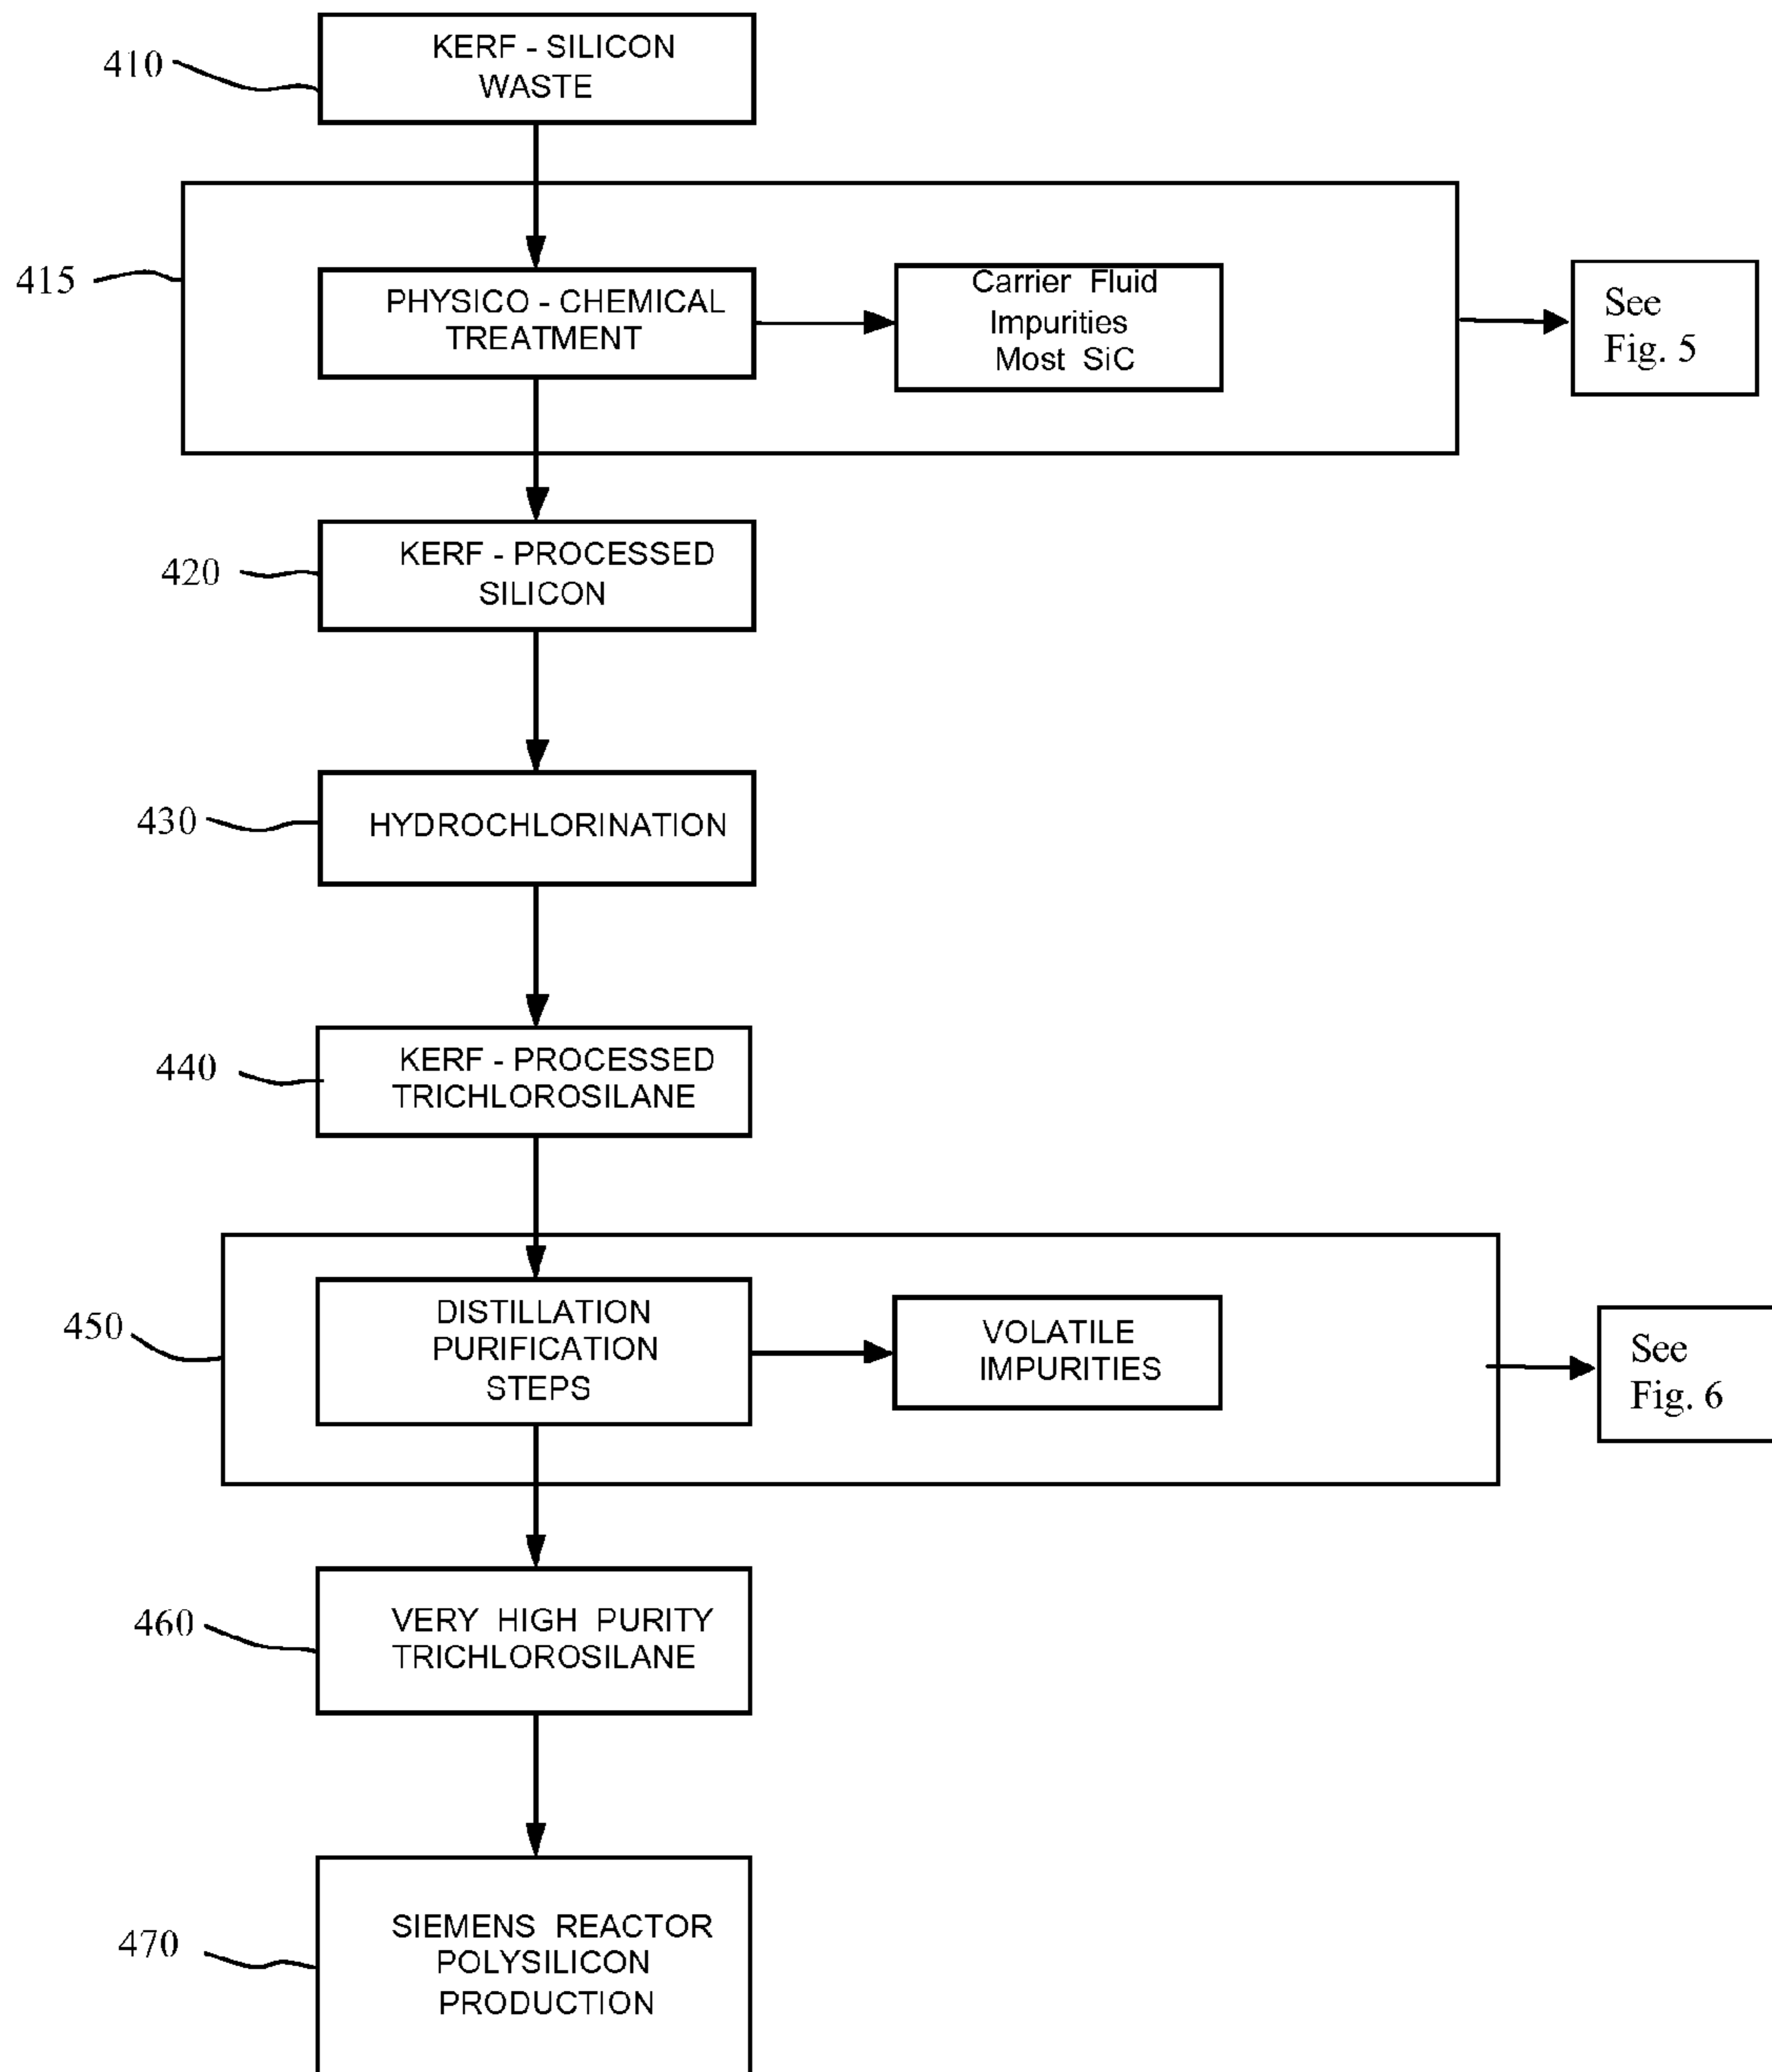 410
KERF - SILICON
WASTE
415
PHYSICO - CHEMICAL
TREATMENT
Carrier Fluid
Impurities
Most SiC
See
Fig. 5
420
KERF - PROCESSED
SILICON
430
HYDROCHLORINATION
440
KERF - PROCESSED
TRICHLOROSILANE
450
DISTILLATION
PURIFICATION
STEPS
VOLATILE
IMPURITIES
See
Fig. 6
460
VERY HIGH PURITY
TRICHLOROSILANE
470
SIEMENS REACTOR
POLYSILICON
PRODUCTION